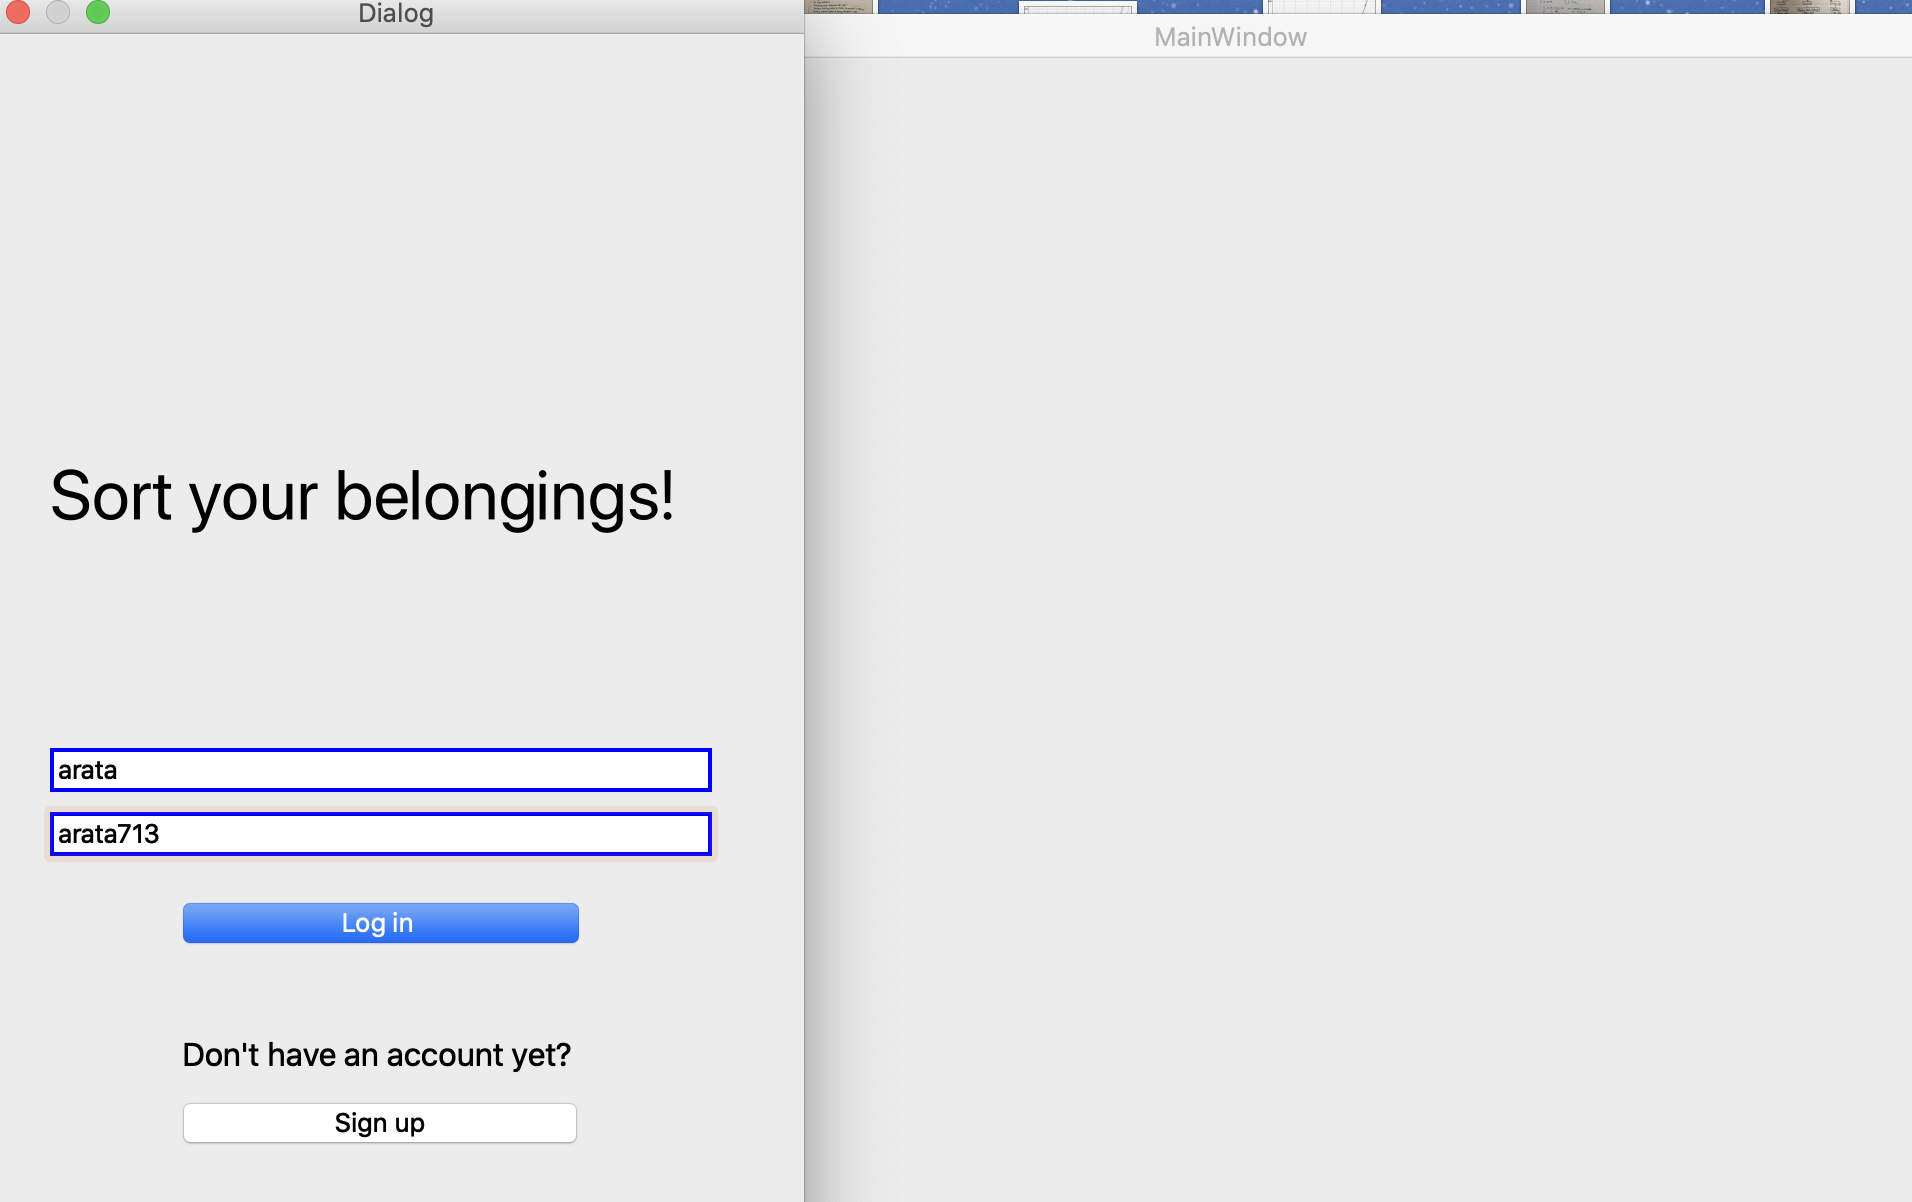 Dialog
MainWindow
Sort your belongings!
arata
arata713
Log in
Don't have an account yet?
Sign up